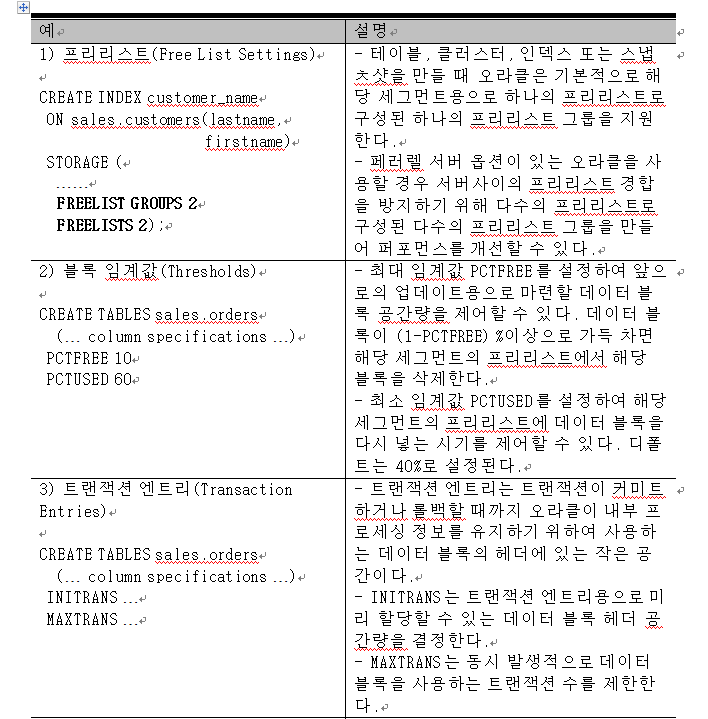 예
설명
1) 프리리스트(Free List Settings)
CREATE INDEX customer_name
ON sales.customers(lastname,
firstname)
STORAGE (
......
FREELIST GROUPS 2
FREELISTS 2);
- 테이블, 클러스터, 인덱스 또는 스냅
춋샷을 만들 때 오라클은 기본적으로 해
당 세그먼트용으로 하나의 프리리스트로
구성된 하나의 프리리스트 그룹을 지원
한다.
- 페러렐 서버 옵션이 있는 오라클을 사
용할 경우 서버사이의 프리리스트 경합
을 방지하기 위해 다수의 프리리스트로
구성된 다수의 프리리스트 그룹을 만들
어 퍼포먼스를 개선할 수 있다.
2) 블록 임계값(Thresholds)
CREATE TABLES sales.orders
(... column specifications ...)
PCTFREE 10
PCTUSED 60
- 최대 임계값 PCTFREE를 설정하여 앞으
로의 업데이트용으로 마련할 데이터 블
록 공간량을 제어할 수 있다. 데이터 블
록이 (1-PCTFREE) %이상으로 가득 차면
해당 세그먼트의 프리리스트에서 해당
블록을 삭제한다.
- 최소 임계값 PCTUSED를 설정하여 해당
세그먼트의 프리리스트에 데이터 블록을
다시 넣는 시기를 제어할 수 있다. 디폴
트는 40%로 설정된다.
3) 트랜잭션 엔트리(Transaction
Entries)
CREATE TABLES sales.orders
(... column specifications ...)
INITRANS ...
MAXTRANS ...
- 트랜잭션 엔트리는 트랜잭션이 커미트
하거나 롤백할 때까지 오라클이 내부 프
로세싱 정보를 유지하기 위하여 사용하
는 데이터 블록의 헤더에 있는 작은 공
간이다.
- INITRANS는 트랜잭션 엔트리용으로 미
리 할당할 수 있는 데이터 블록 헤더 공
간량을 결정한다.
- MAXTRANS는 동시 발생적으로 데이터
블록을 사용하는 트랜잭션 수를 제한한
다.